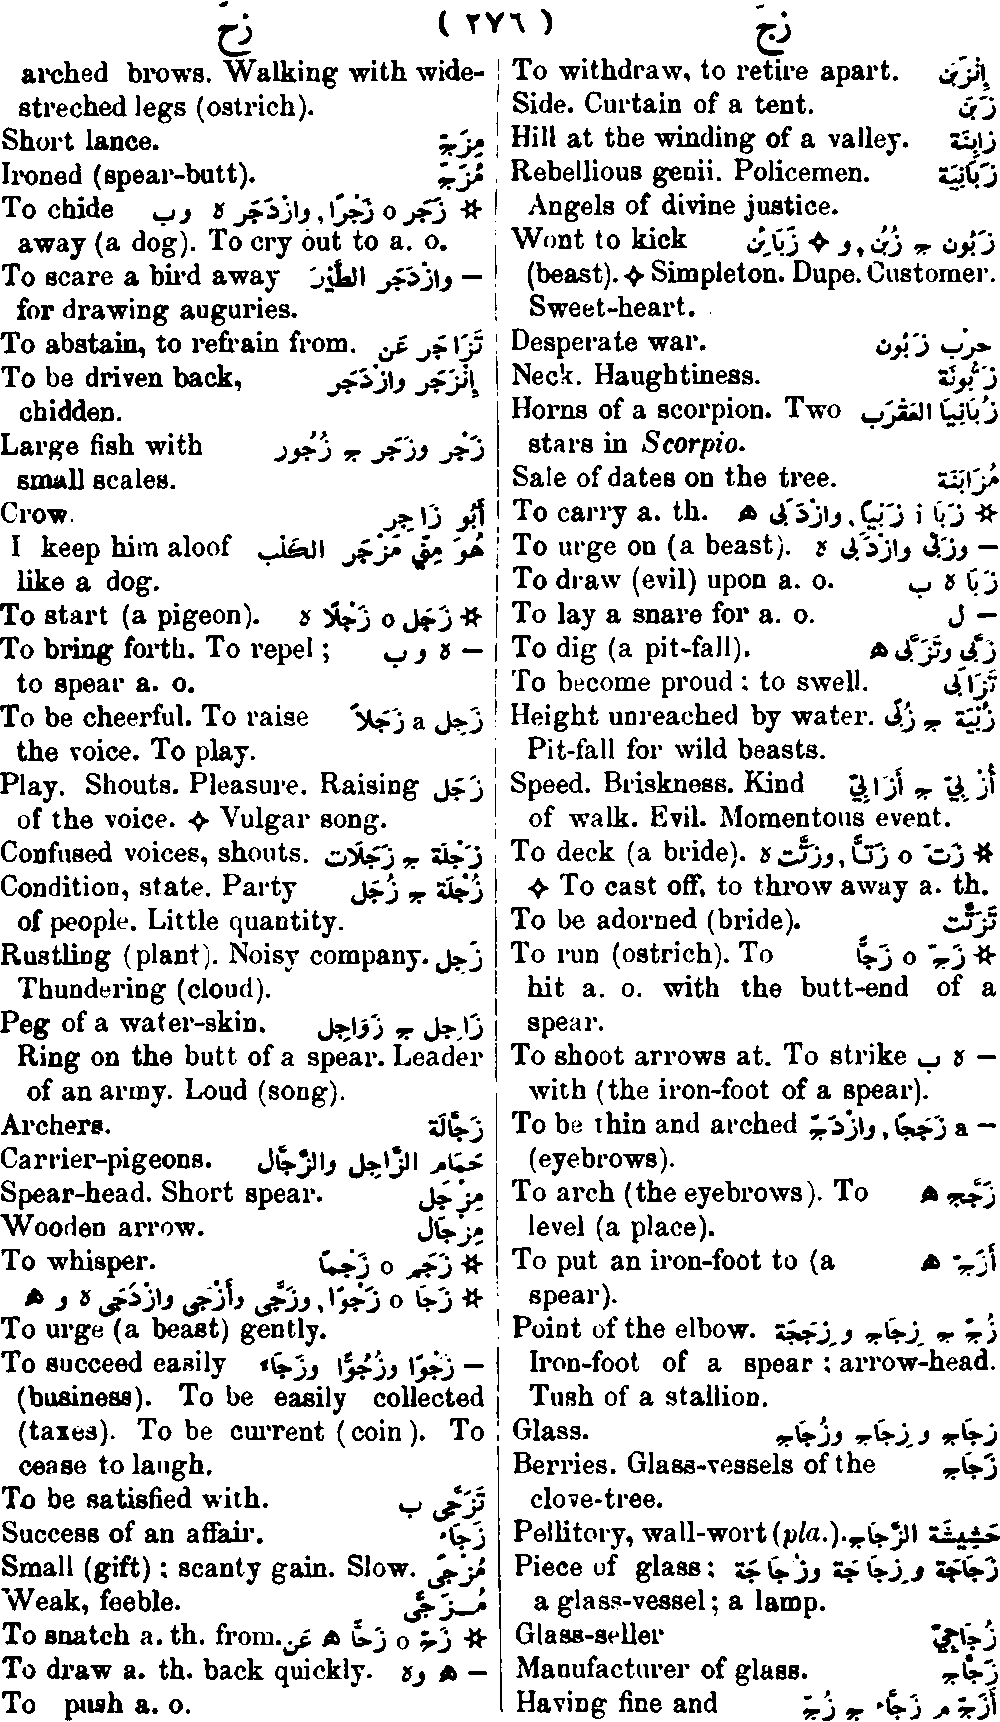 زجّ ( ٢٧٦ ) زحّ
To withdraw, to retire apart. إِنْزَبَن
Side. Curtain of a tent. زَبَن
Hill at the winding of a valley. زَابِنَة
Rebellious genii. Policemen. زَبَانِيَة
Angels of divine justice.
Wont to kick زَبُون ج زُبُن, و ✧ زَبَايِن
(beast). ✧ Simpleton. Dupe. Customer.
Sweet-heart.
Desperate war. حرْب زَبُون
Neck. Haughtiness. زَبُّونَة
Horns of a scorpion. Two زُبَانَيَا العَقْرَب
stars in Scorpio.
Sale of dates on the tree. مُزَابَنَة
To carry a. th. ✲ زَبَا i زَبْيًا, وازْدَبَى ه
To urge on (a beast). — وزَبَّى وازْدَبَى ہ
To draw (evil) upon a. o. زَبَا ہ ب
To lay a snare for a. o. — ل
To dig (a pit-fall). زَبَّى وتَزَبَّى ه
To become proud ; to swell. تَزَابَى
Height unreached by water. زُبْيَة ج زُبًى
Pit-fall for wild beasts.
Speed. Briskness. Kind أُزْبِيّ ج أَزَابِيّ
of walk. Evil. Momentous event.
To deck (a bride). ✲ زَتَّ o زَتًّا, وزَتَّت ہ
✧ To cast off, to throw away a. th.
To be adorned (bride). تَزَتَّت
To run (ostrich). To ✲ زَجَّ o زَجًّا
hit a. o. with the butt-end of a
spear.
To shoot arrows at. To strike — ہ ب
with (the iron-foot of a spear).
To be thin and arched — a زَجَجًا, وازْدَجَّ
(eyebrows).
To arch (the eyebrows). To زَجَّج ه
level (a place).
To put an iron-foot to (a أَزَجَّ ه
spear).
Point of the elbow. زُجّ ج زِجَاج وزِجَجَة
Iron-foot of a spear ; arrow-head.
Tush of a stallion.
Glass. زجَاج وزِجَاج وزُجَاج
Berries. Glass-vessels of the زَجَاج
clove-tree.
Pellitory, wall-wort (pla.). حَشِيشَة الزُّجَاج
Piece of glass ; زُجَاجَة وزِجَاجَة وزَجَاجَة
a glass-vessel ; a lamp.
Glass-seller زُجَاجِيّ
Manufacturer of glass. زَجَّاج
Having fine and أَزَجّ م زَجَّاء ج زُجّ
arched brows. Walking with wide-
streched legs (ostrich).
Short lance. مِزَجّ
Ironed (spear-butt). مُزَجّ
To chide ✲ زَجَر o زَجْرًا, وازْدَجَر ہ وب
away (a dog). To cry out to a. o.
To scare a bird away — وازْدَجَر الطَّيْرَ
for drawing auguries.
To abstain, to refrain from. تَزَاجَر عَن
To be driven back, إِنْزَجَر وازْدَجَر
chidden.
Large fish with زَجْر وزَجَر ج زُجُور
small scales.
Crow. أَبُو زَاجِر
I keep him aloof هُوَ مِنِّي مَزْجَر الكَلْب
like a dog.
To start (a pigeon). ✲ زَجَل o زَجْلًا ہ
To bring forth. To repel ; — ہ وب
to spear a. o.
To be cheerful. To raise زَجِل a زَجَلًا
the voice. To play.
Play. Shouts. Pleasure. Raising زَجَل
of the voice. ✧ Vulgar song.
Confused voices, shouts. زَجْلَة ج زَجَلَات
Condition, state. Party زُجْلَة ج زُجَل
of people. Little quantity.
Rustling (plant). Noisy company. زَجِل
Thundering (cloud).
Peg of a water-skin. زَاجِل ج زَوَاجِل
Ring on the butt of a spear. Leader
of an army. Loud (song).
Archers. زَجَّالَة
Carrier-pigeons. حَمَام الزَّاجِل والزَّجَّال
Spear-head. Short spear. مِزْجَل
Wooden arrow. مِزْجَال
To whisper. ✲ زَجَم o زَجْمًا
✲ زَجَا o زَجْوًا, وزَجَّى وأَزْجَى وازْدَجَى ہ و ه
To urge (a beast) gently.
To succeed easily — زَجْوًا وزُجُوًّا وزَجَاء
(business). To be easily collected
(taxes). To be current (coin). To
cease to laugh.
To be satisfied with. تَزَجَّى ب
Success of an affair. زَجَاء
Small (gift) ; scanty gain. Slow. مُزْجًى
Weak, feeble. مُزَجًّى
To snatch a. th. from. ✲ زَحَّ o زَحًّا ه عَن
To draw a. th. back quickly. — ه وہ
To push a. o.